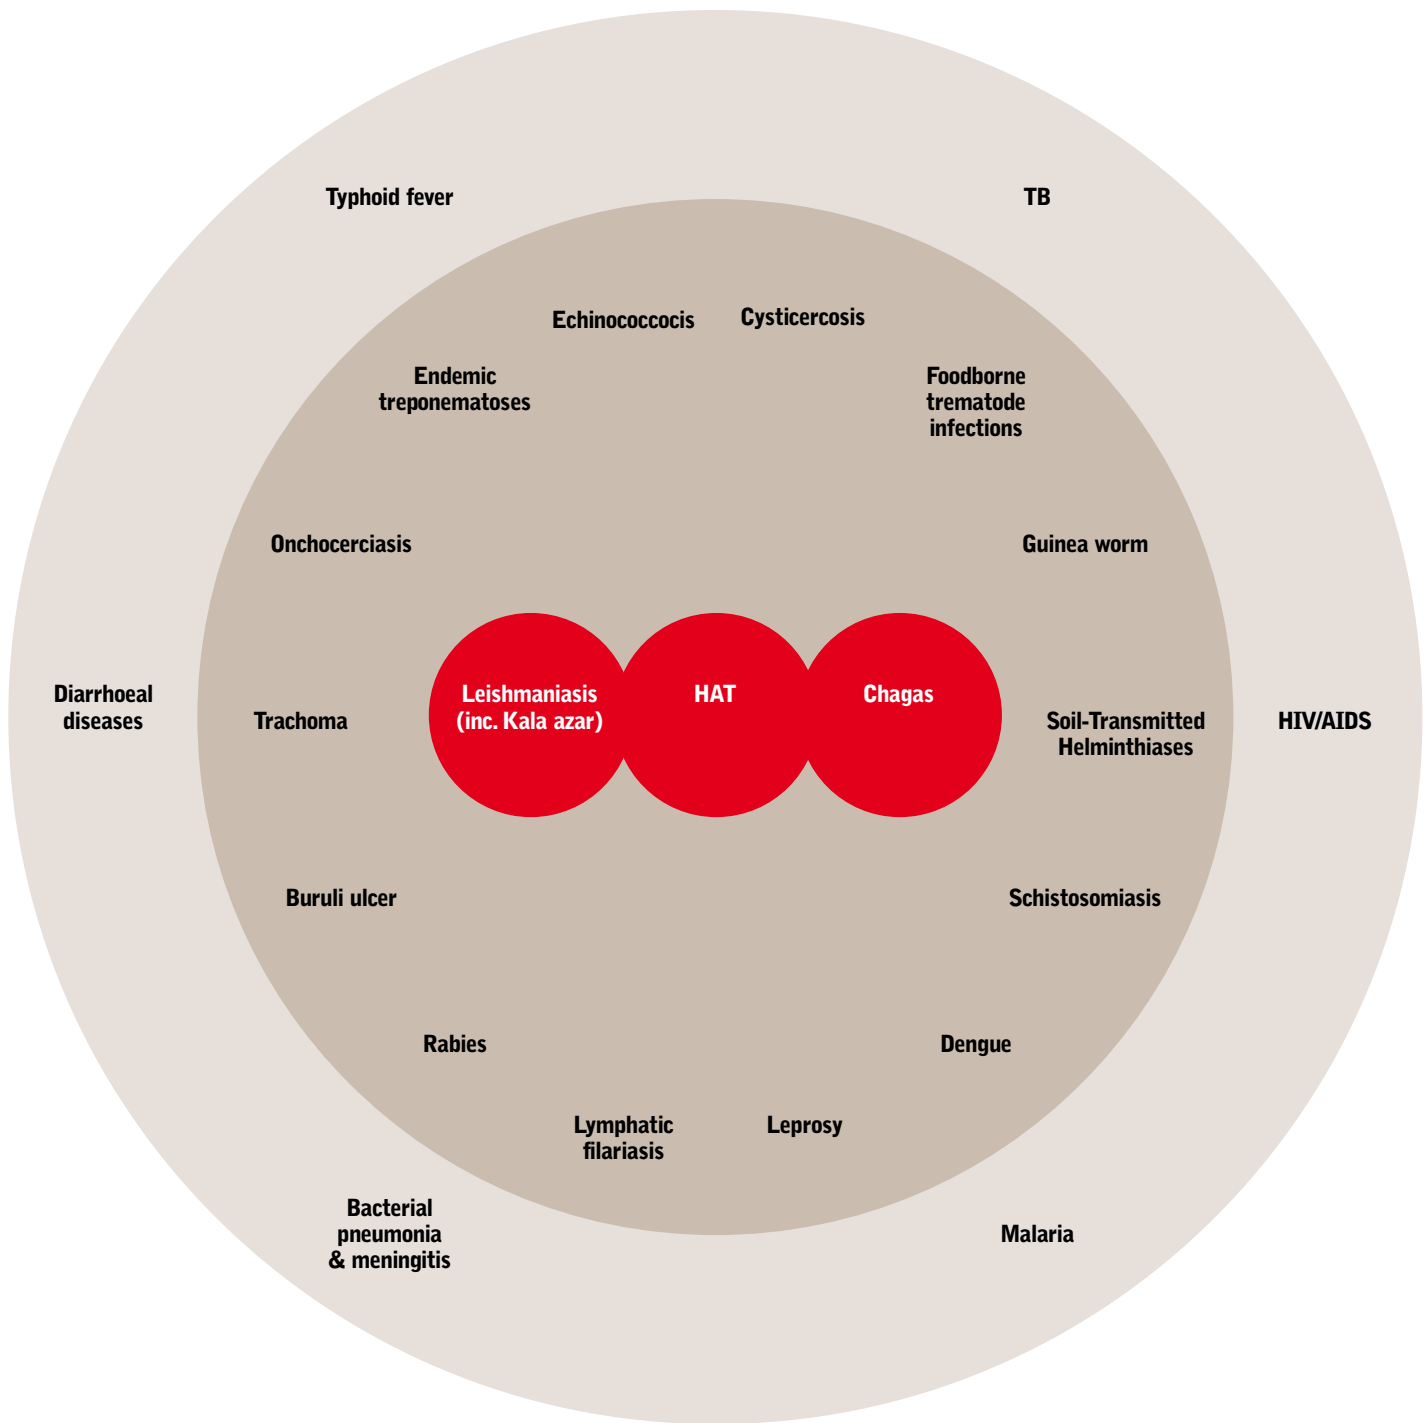 Typhoid fever
TB
Echinococcocis
Cysticercosis
Endemic
treponematoses
Foodborne
trematode
infections
Onchocerciasis
Guinea worm
Diarrhoeal
diseases
Trachoma
Leishmaniasis
(inc. Kala azar)
HAT
Chagas
Soil-Transmitted
Helminthiases
HIV/AIDS
Buruli ulcer
Schistosomiasis
Rabies
Dengue
Lymphatic
filariasis
Leprosy
Bacterial
pneumonia
& meningitis
Malaria